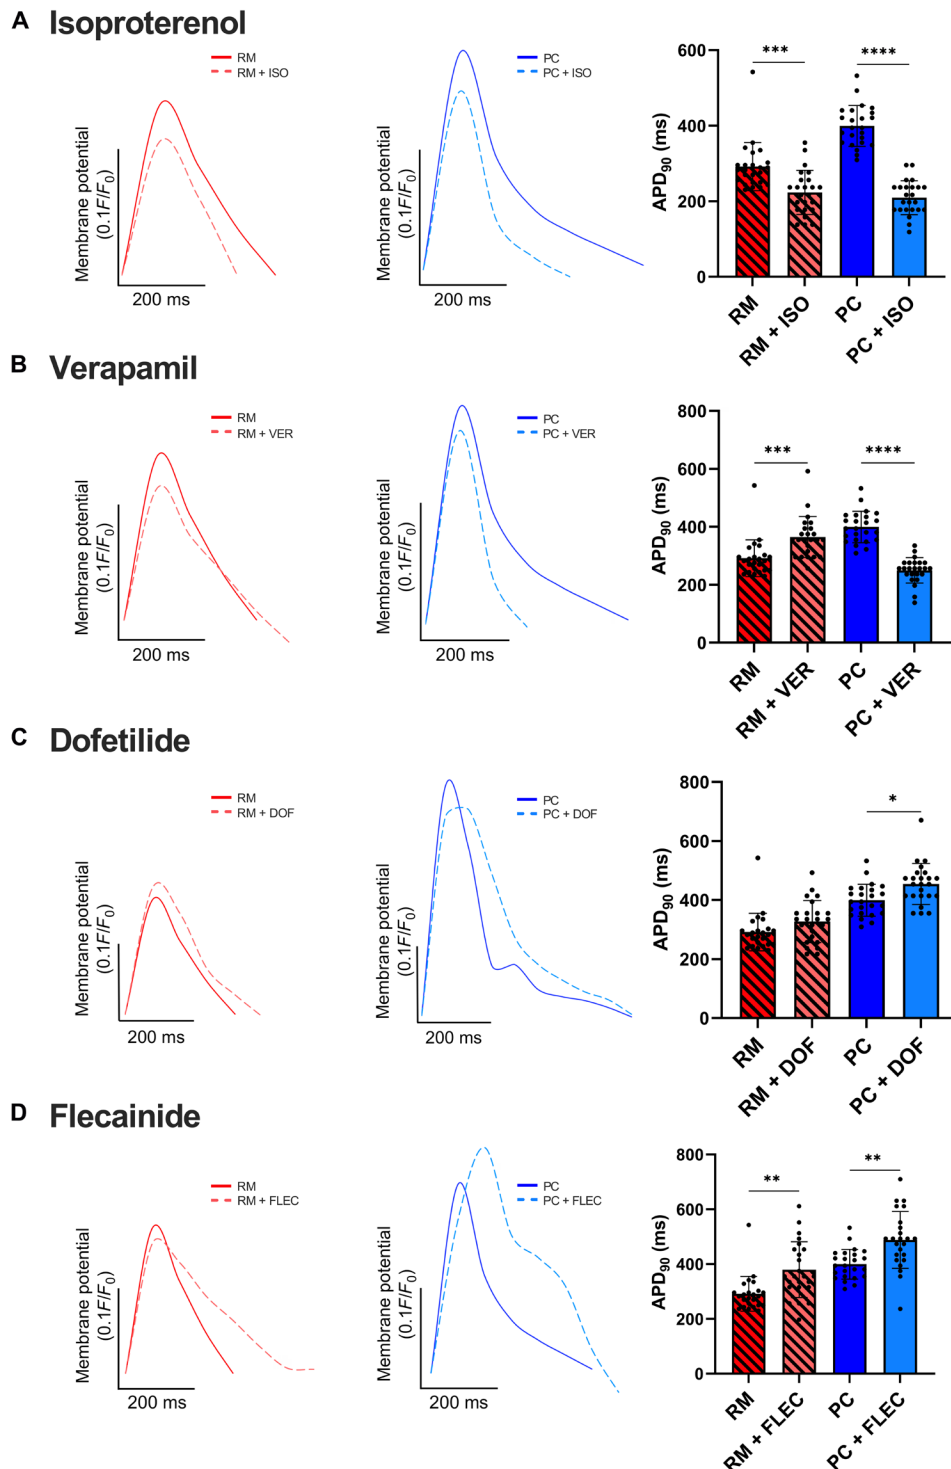 A Isoproterenol
RM
RM + ISO
Membrane potential
(0.1F/F0)
200 ms
PC
PC + ISO
Membrane potential
(0.1F/F0)
200 ms
APD90 (ms)
600
400
200
0
***
****
RM
RM + ISO
PC
PC + ISO
B Verapamil
RM
RM + VER
Membrane potential
(0.1F/F0)
200 ms
PC
PC + VER
Membrane potential
(0.1F/F0)
200 ms
APD90 (ms)
800
600
400
200
0
***
****
RM
RM + VER
PC
PC + VER
C Dofetilide
RM
RM + DOF
Membrane potential
(0.1F/F0)
200 ms
PC
PC + DOF
Membrane potential
(0.1F/F0)
200 ms
APD90 (ms)
800
600
400
200
0
*
RM
RM + DOF
PC
PC + DOF
D Flecainide
RM
RM + FLEC
Membrane potential
(0.1F/F0)
200 ms
PC
PC + FLEC
Membrane potential
(0.1F/F0)
200 ms
APD90 (ms)
800
600
400
200
0
**
**
RM
RM + FLEC
PC
PC + FLEC